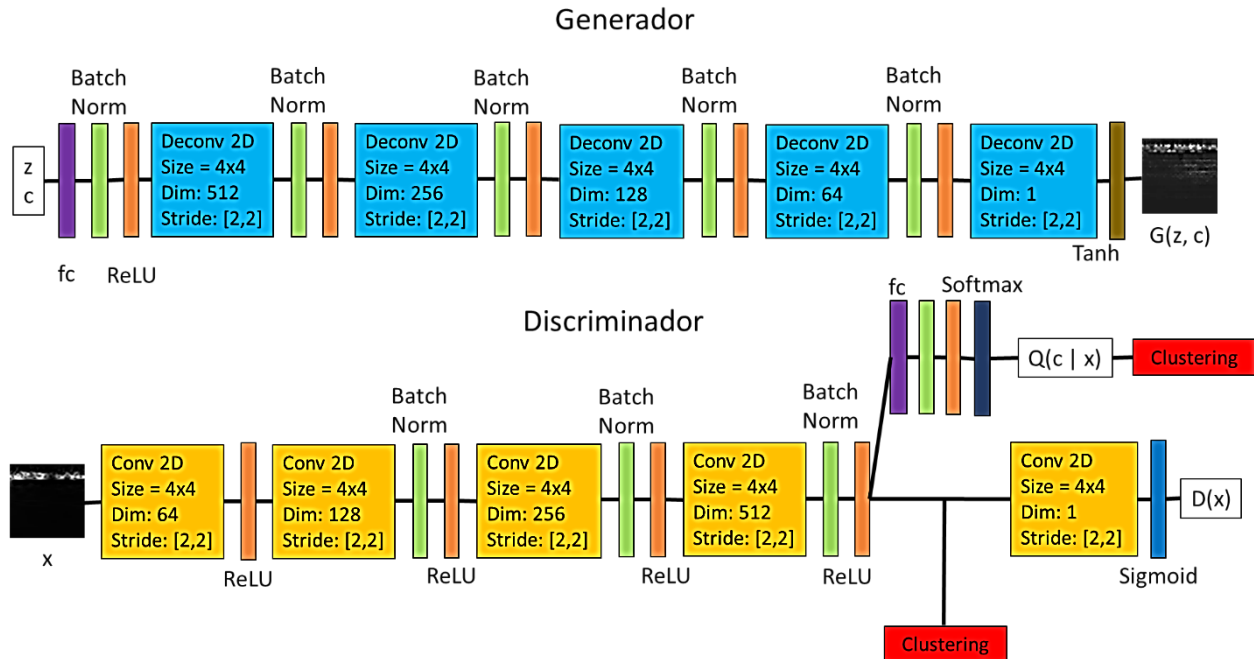 Generador
Batch
Norm
Batch
Norm
Batch
Norm
Batch
Norm
Batch
Norm
z
c
Deconv 2D
Size = 4x4
Dim: 512
Stride: [2,2]
Deconv 2D
Size = 4x4
Dim: 256
Stride: [2,2]
Deconv 2D
Size = 4x4
Dim: 128
Stride: [2,2]
Deconv 2D
Size = 4x4
Dim: 64
Stride: [2,2]
Deconv 2D
Size = 4x4
Dim: 1
Stride: [2,2]
fc
ReLU
Tanh
G(z, c)
Discriminador
fc
Softmax
Q(c | x)
Clustering
Batch
Norm
Batch
Norm
Batch
Norm
x
Conv 2D
Size = 4x4
Dim: 64
Stride: [2,2]
ReLU
Conv 2D
Size = 4x4
Dim: 128
Stride: [2,2]
ReLU
Conv 2D
Size = 4x4
Dim: 256
Stride: [2,2]
ReLU
Conv 2D
Size = 4x4
Dim: 512
Stride: [2,2]
ReLU
Conv 2D
Size = 4x4
Dim: 1
Stride: [2,2]
Sigmoid
D(x)
Clustering